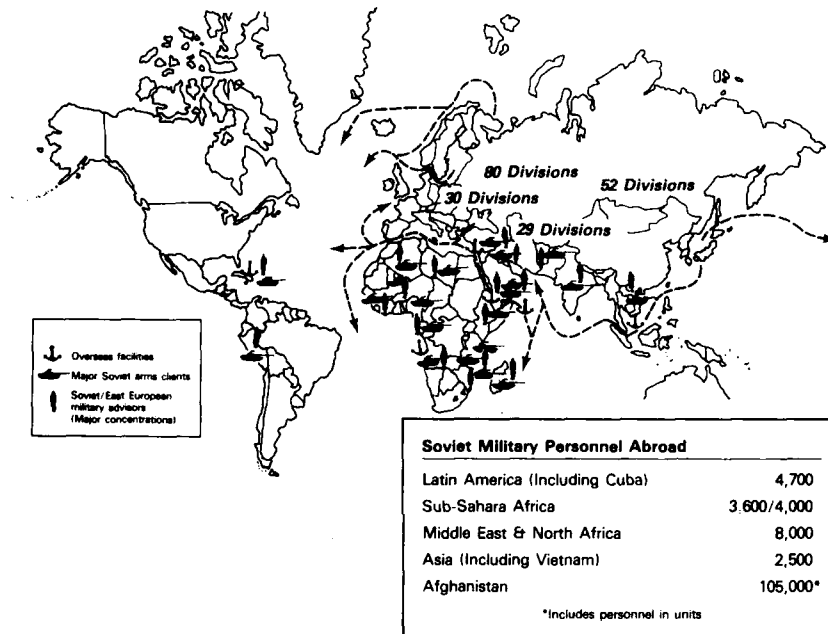 80 Divisions
52 Divisions
30 Divisions
29 Divisions
Overseas facilities
Major Soviet arms clients
Soviet/East European
military advisors
(Major concentrations)
Soviet Military Personnel Abroad
Latin America (Including Cuba) 4,700
Sub-Sahara Africa 3,600/4,000
Middle East & North Africa 8,000
Asia (Including Vietnam) 2,500
Afghanistan 105,000*
*Includes personnel in units